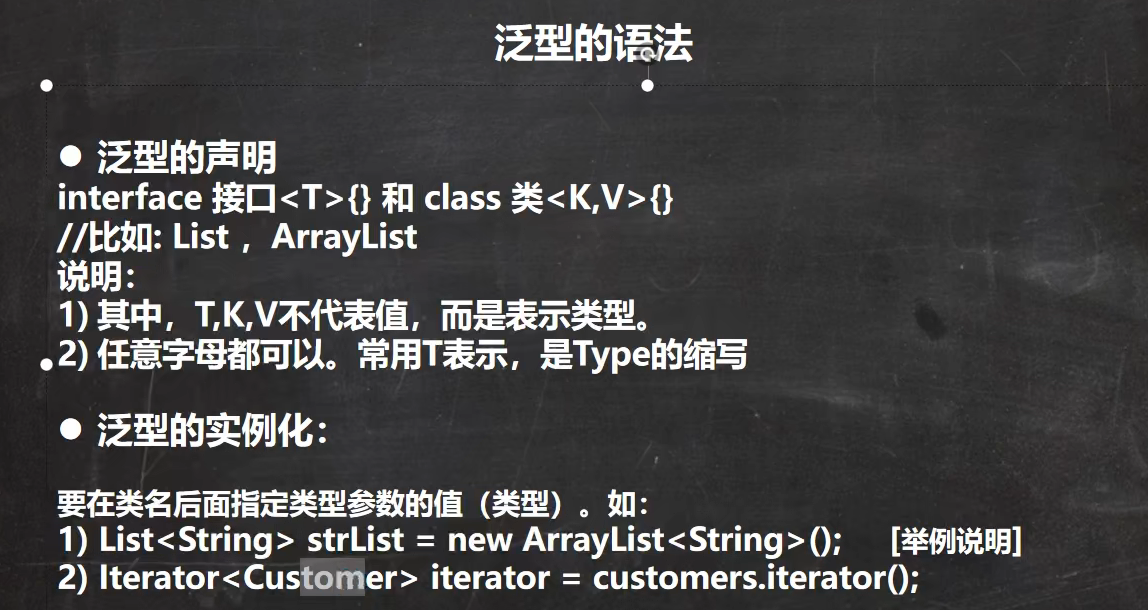 泛型的语法
● 泛型的声明
interface 接口<T>{} 和 class 类<K,V>{}
//比如: List ，ArrayList
说明：
1) 其中，T,K,V不代表值，而是表示类型。
2) 任意字母都可以。常用T表示，是Type的缩写
● 泛型的实例化：
要在类名后面指定类型参数的值（类型）。如：
1) List<String> strList = new ArrayList<String>(); [举例说明]
2) Iterator<Customer> iterator = customers.iterator();